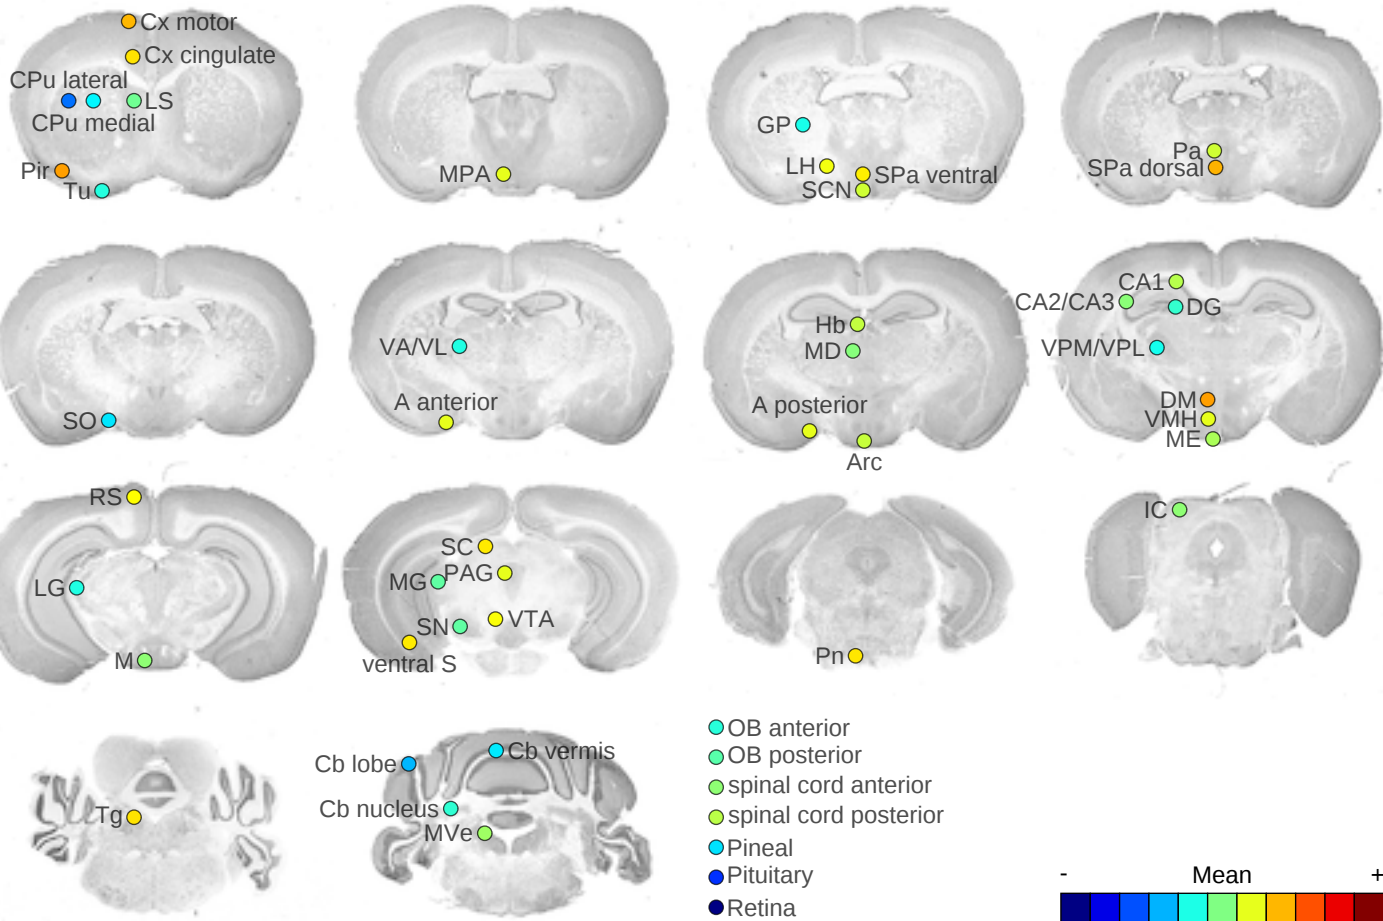 Cx motor
Cx cingulate
CPu lateral
LS
CPu medial
Pir
Tu
MPA
GP
LH
SPa ventral
SCN
Pa
SPa dorsal
SO
VA/VL
A anterior
Hb
MD
A posterior
Arc
CA1
CA2/CA3
DG
VPM/VPL
DM
VMH
ME
RS
LG
M
SC
MG
PAG
SN
VTA
ventral S
Pn
IC
Tg
Cb lobe
Cb vermis
Cb nucleus
MVe
OB anterior
OB posterior
spinal cord anterior
spinal cord posterior
Pineal
Pituitary
Retina
- Mean +